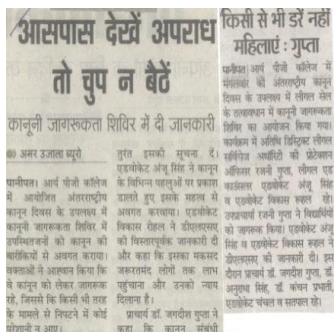 आसपास देखें अपराध
तो चुप न बैठें
कानूनी जागरूकता शिविर में दी जानकारी
अमर उजाला ब्यूरो
पानीपत। आर्य पीजी कॉलेज
में आयोजित अंतरराष्ट्रीय
कानून दिवस के उपलक्ष्य में
कानूनी जागरूकता शिविर में
उपस्थितजनों को कानून की
बारीकियों से अवगत कराया।
वक्ताओं ने आह्वान किया कि
वे कानून को लेकर जागरूक
रहें, जिससे कि किसी भी तरह
के मामले से निपटने में कोई
परेशानी न आए।
तुरंत इसकी सूचना दें।
एडवोकेट अंजू सिंह ने कानून
के विभिन्न पहलुओं पर प्रकाश
डालते हुए इसके महत्व से
अवगत करवाया। एडवोकेट
विकास रोहल ने डीएलएसए
की विस्तारपूर्वक जानकारी दी
और कहा कि इसका मकसद
जरूरतमंद लोगों तक लाभ
पहुंचाना और उनको न्याय
दिलाना है।
प्राचार्य डॉ. जगदीश गुप्ता ने
कहा कि कानून संबंधी
किसी से भी डरें नहीं
महिलाएं : गुप्ता
पानीपत। आर्य पीजी कॉलेज में
मंगलवार को अंतरराष्ट्रीय कानून
दिवस के उपलक्ष्य में लीगल सेल
के तत्वावधान में कानूनी जागरूकता
शिविर का आयोजन किया गया।
कार्यक्रम में अतिथि डिस्ट्रिक्ट लीगल
सर्विसेज अथॉरिटी की प्रोटेक्शन
ऑफिसर रजनी गुप्ता, लीगल एड
काउंसलर एडवोकेट अंजू सिंह
व एडवोकेट विकास रूहल रहे।
उपप्राचार्या रजनी गुप्ता ने विद्यार्थियों
को जागरूक किया। एडवोकेट अंजू
सिंह व एडवोकेट विकास रूहल ने
डीएलएसए की जानकारी दी। इस
दौरान प्राचार्य डॉ. जगदीश गुप्ता, डॉ.
अनुराधा सिंह, डॉ. कंचन प्रभाती,
एडवोकेट चंचल व सतपाल रहे।